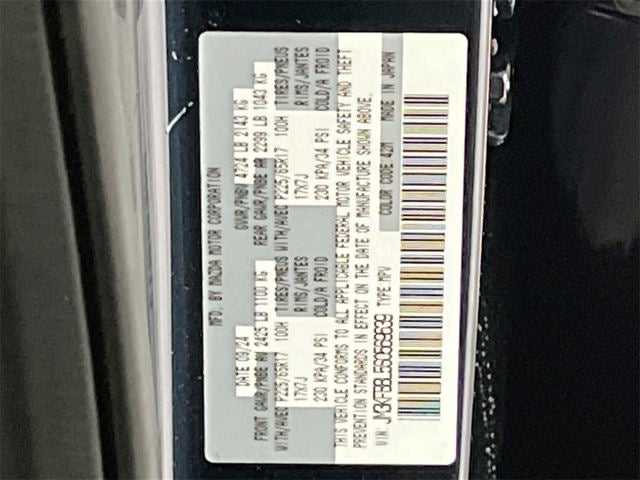 MFD. BY MAZDA MOTOR CORPORATION
DATE 09/24 GVWR/PNBV 4724 LB 2143 KG
FRONT GAWR/PNBE AV 2425 LB 1100 KG REAR GAWR/PNBE AR 2299 LB 1043 KG
WITH/AVEC P225/65R17 100H TIRES/PNEUS WITH/AVEC P225/65R17 100H TIRES/PNEUS
17X7J RIMS/JANTES 17X7J RIMS/JANTES
230 KPA/34 PSI COLD/A FROID 230 KPA/34 PSI COLD/A FROID
THIS VEHICLE CONFORMS TO ALL APPLICABLE FEDERAL MOTOR VEHICLE SAFETY AND THEFT
PREVENTION STANDARDS IN EFFECT ON THE DATE OF MANUFACTURE SHOWN ABOVE.
VIN: TYPE: MPV COLOR CODE 42M MADE IN JAPAN